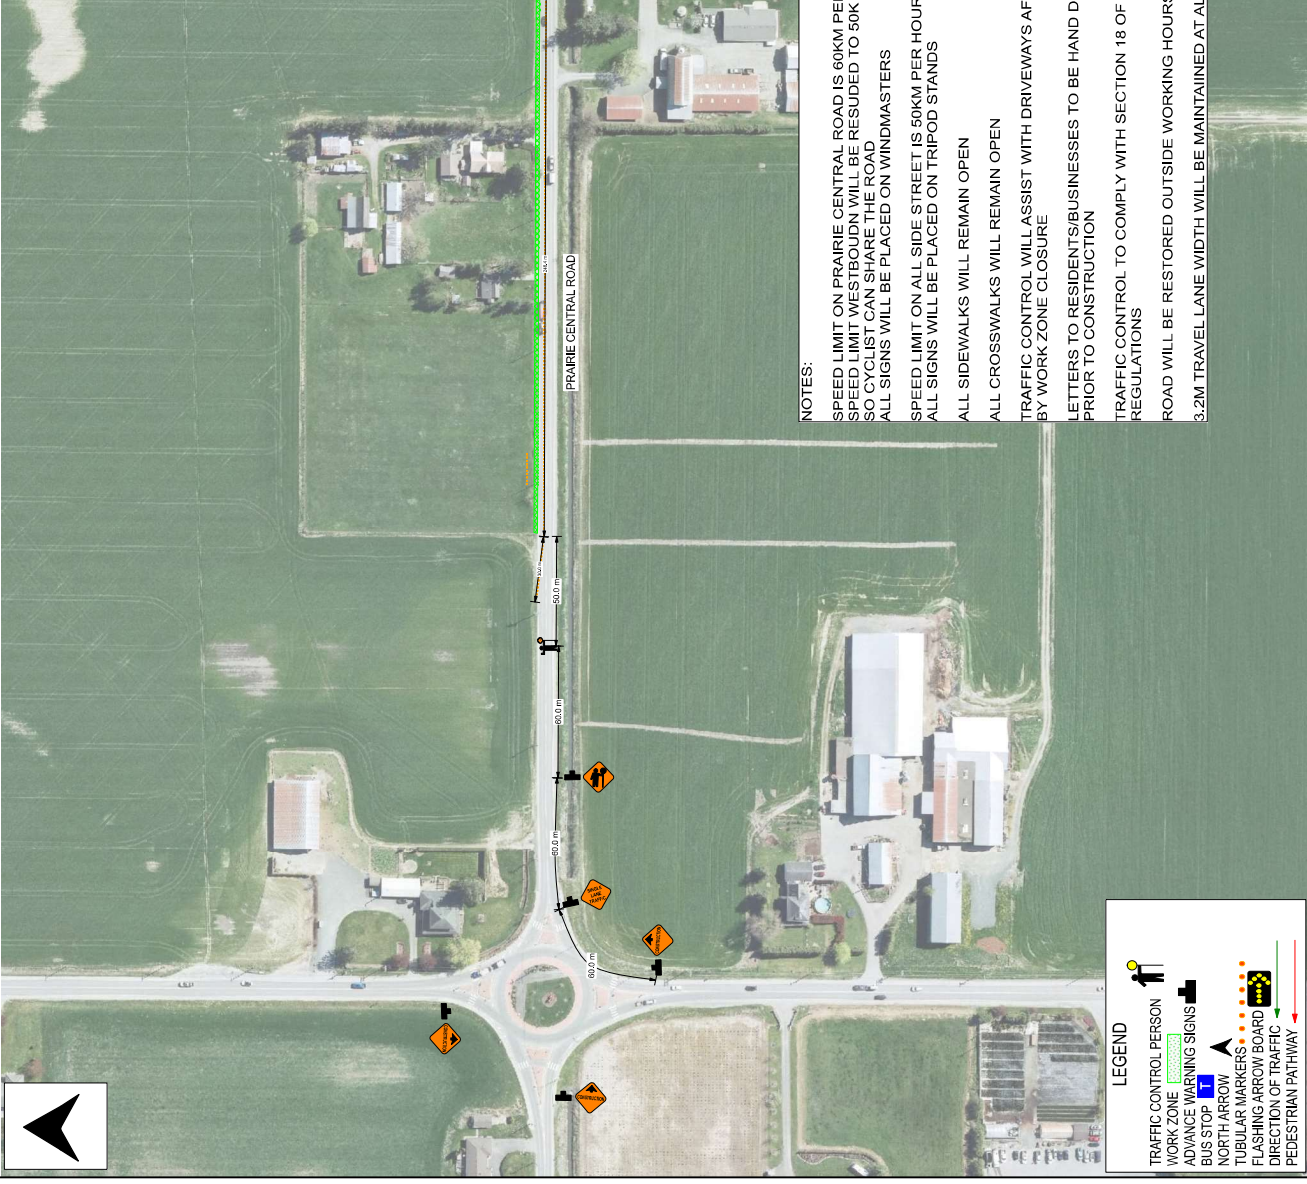 NOTES:
SPEED LIMIT ON PRAIRIE CENTRAL ROAD IS 60KM PE
SPEED LIMIT WESTBOUDN WILL BE RESUDED TO 50K
SO CYCLIST CAN SHARE THE ROAD
ALL SIGNS WILL BE PLACED ON WINDMASTERS
SPEED LIMIT ON ALL SIDE STREET IS 50KM PER HOUR
ALL SIGNS WILL BE PLACED ON TRIPOD STANDS
ALL SIDEWALKS WILL REMAIN OPEN
ALL CROSSWALKS WILL REMAIN OPEN
TRAFFIC CONTROL WILL ASSIST WITH DRIVEWAYS AF
BY WORK ZONE CLOSURE
LETTERS TO RESIDENTS/BUSINESSES TO BE HAND D
PRIOR TO CONSTRUCTION
TRAFFIC CONTROL TO COMPLY WITH SECTION 18 OF
REGULATIONS
ROAD WILL BE RESTORED OUTSIDE WORKING HOURS
3.2M TRAVEL LANE WIDTH WILL BE MAINTAINED AT AL
PRAIRIE CENTRAL ROAD
50.0 m
60.0 m
60.0 m
60.0 m
SINGLE
LANE
TRAFFIC
CONSTRUCTION
CONSTRUCTION
CONSTRUCTION
LEGEND
TRAFFIC CONTROL PERSON
WORK ZONE
ADVANCE WARNING SIGNS
BUS STOP T
NORTH ARROW
TUBULAR MARKERS
FLASHING ARROW BOARD
DIRECTION OF TRAFFIC
PEDESTRIAN PATHWAY